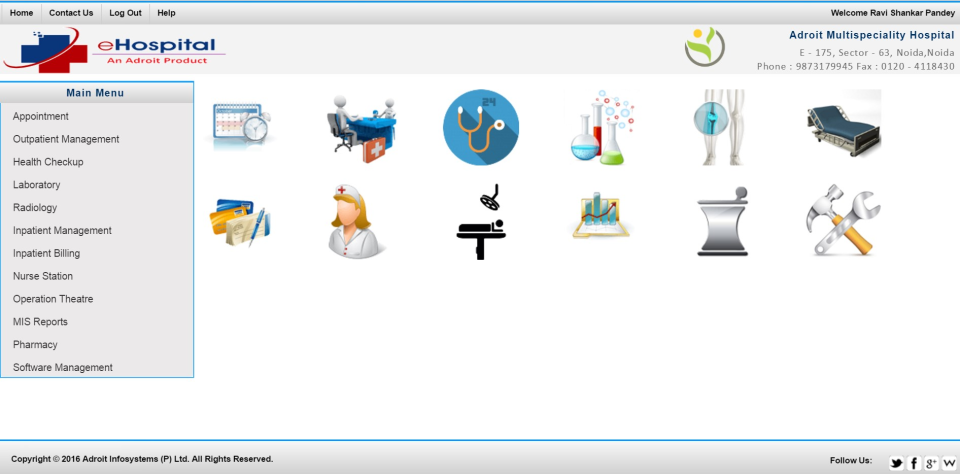 Home Contact Us Log Out Help
Welcome Ravi Shankar Pandey
eHospital
An Adroit Product
Adroit Multispeciality Hospital
E - 175, Sector - 63, Noida,Noida
Phone : 9873179945 Fax : 0120 - 4118430
Main Menu
Appointment
Outpatient Management
Health Checkup
Laboratory
Radiology
Inpatient Management
Inpatient Billing
Nurse Station
Operation Theatre
MIS Reports
Pharmacy
Software Management
24
Copyright © 2016 Adroit Infosystems (P) Ltd. All Rights Reserved.
Follow Us: